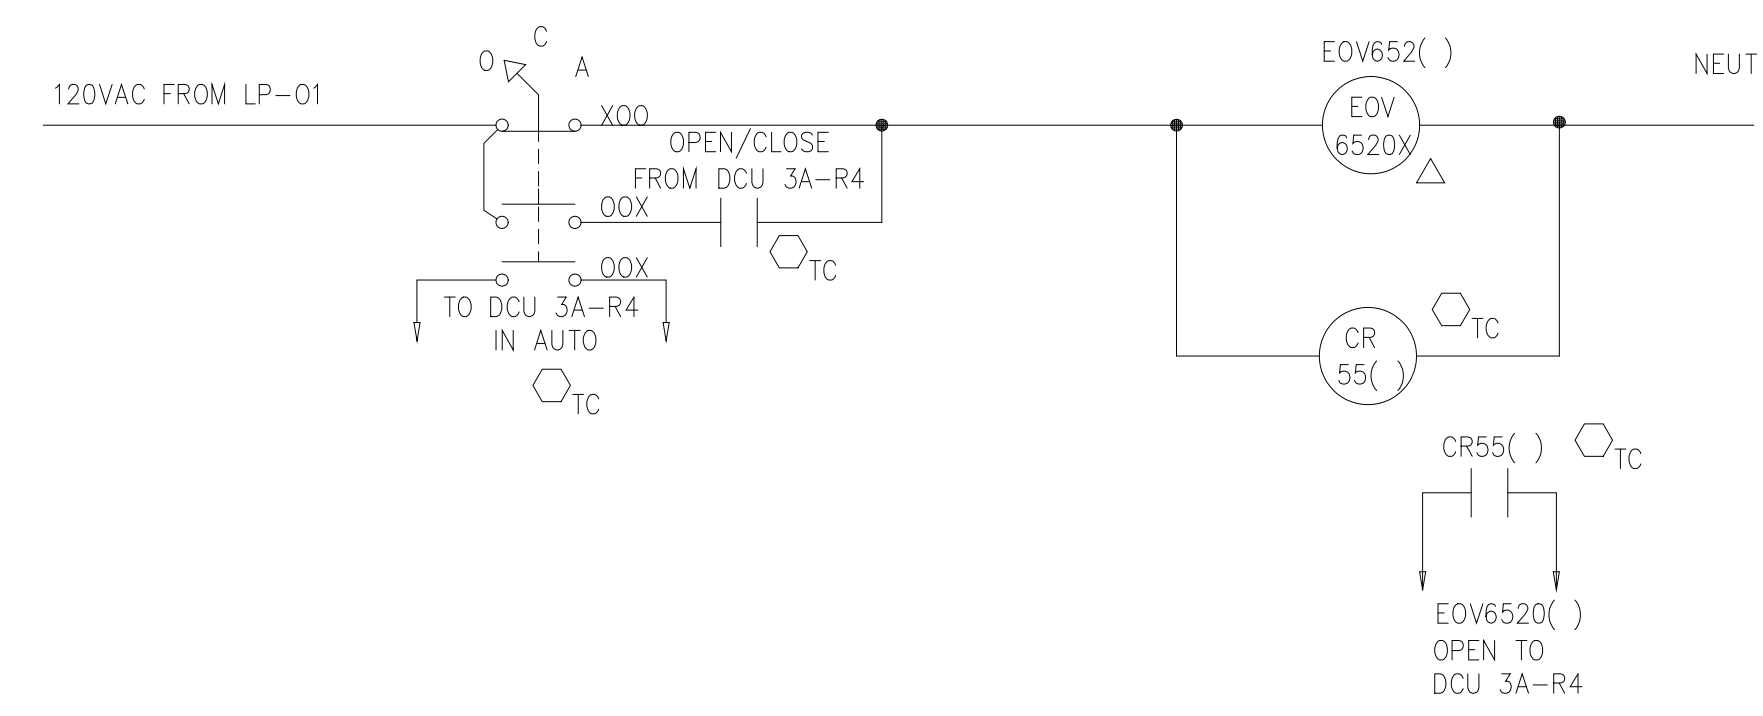 O
C
A
120VAC FROM LP-01
XOO
OPEN/CLOSE
FROM DCU 3A-R4
TC
OOX
OOX
TO DCU 3A-R4
IN AUTO
TC
EOV652( )
EOV
6520X
NEUT
CR
55( )
TC
CR55( )
TC
EOV6520( )
OPEN TO
DCU 3A-R4